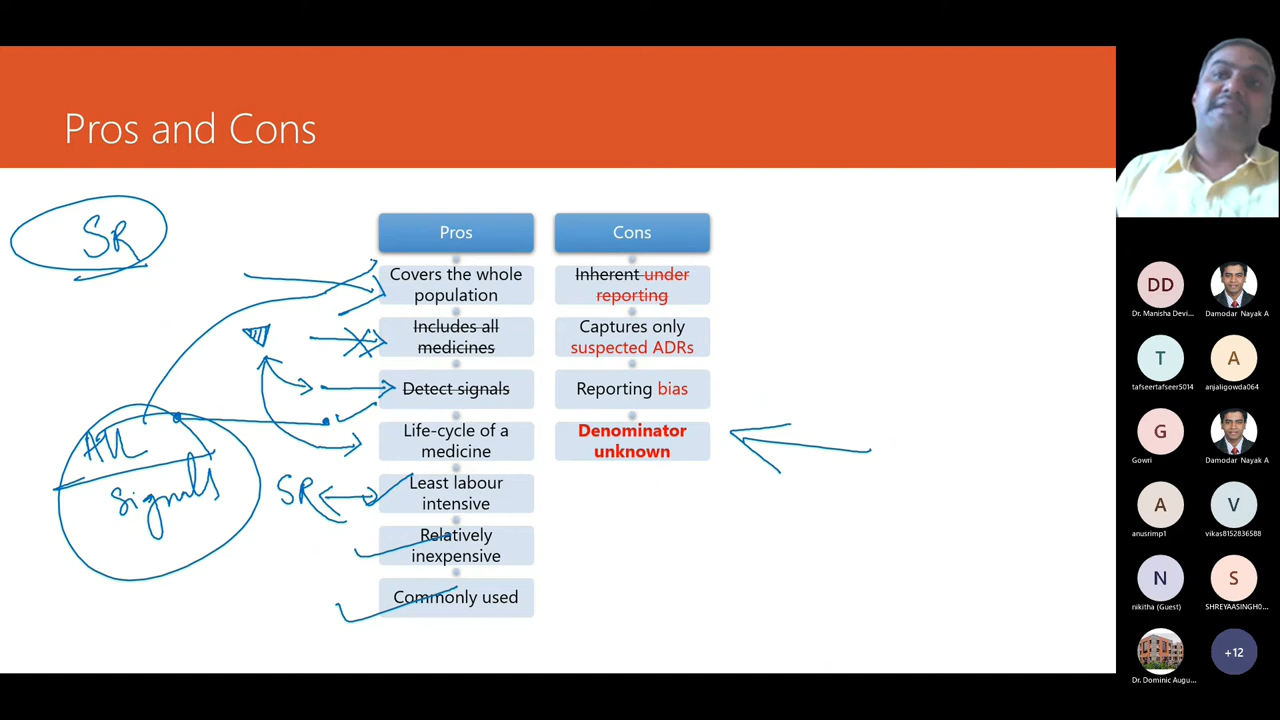 Pros and Cons
SR
Pros
Covers the whole
population
Includes all
medicines
Detect signals
Life-cycle of a
medicine
Least labour
intensive
Relatively
inexpensive
Commonly used
Cons
Inherent under
reporting
Captures only
suspected ADRs
Reporting bias
Denominator
unknown
All
signals
SR
DD
Dr. Manisha Devi...
Damodar Nayak A
T
tafseertafseer5014
A
anjaligowda064
G
Gowri
Damodar Nayak A
A
anusrimp1
V
vikas8152836588
N
nikitha (Guest)
S
SHREYAASINGH0...
Dr. Dominic Augu...
+12